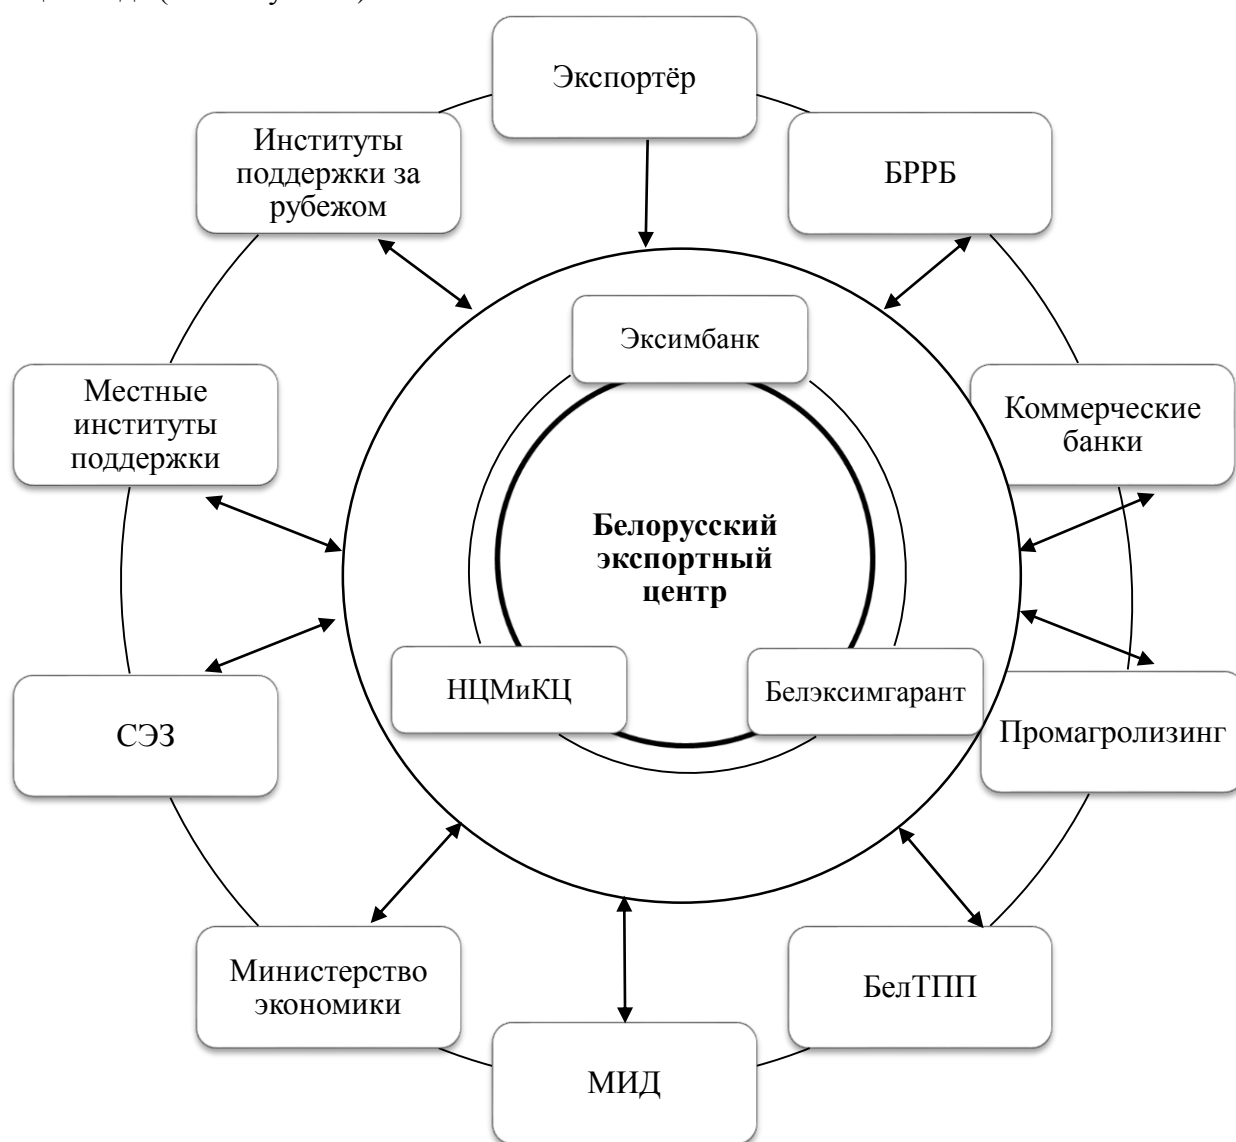 Экспортёр
Институты
поддержки за
рубежом
БРРБ
Эксимбанк
Местные
институты
поддержки
Коммерческие
банки
Белорусский
экспортный
центр
НЦМиКЦ
Белэксимгарант
СЭЗ
Промагролизинг
Министерство
экономики
БелТПП
МИД